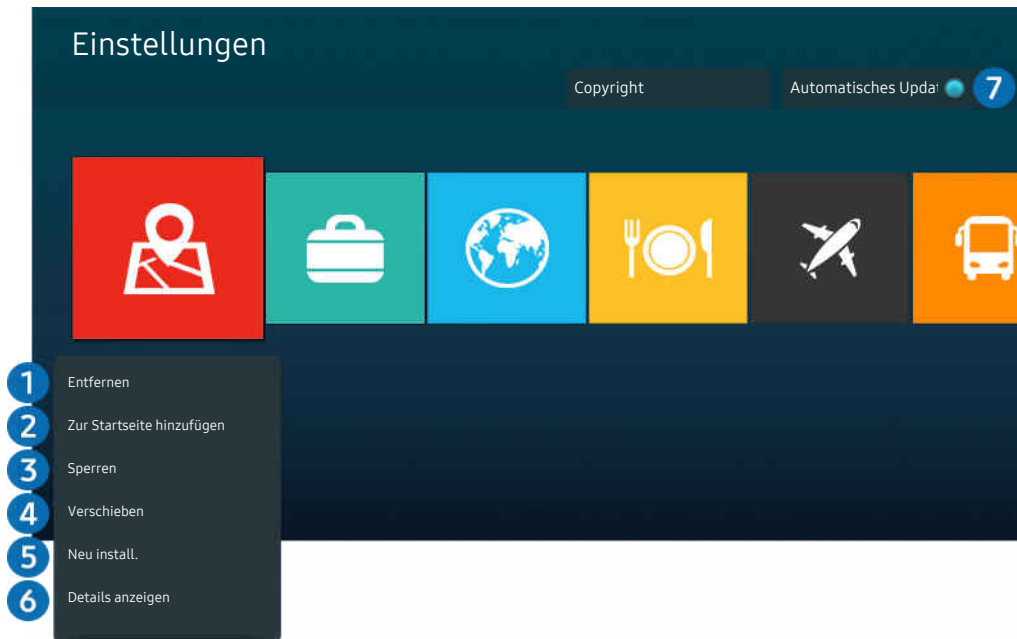 Einstellungen
Copyright
Automatisches Updat
7
1 Entfernen
2 Zur Startseite hinzufügen
3 Sperren
4 Verschieben
5 Neu install.
6 Details anzeigen